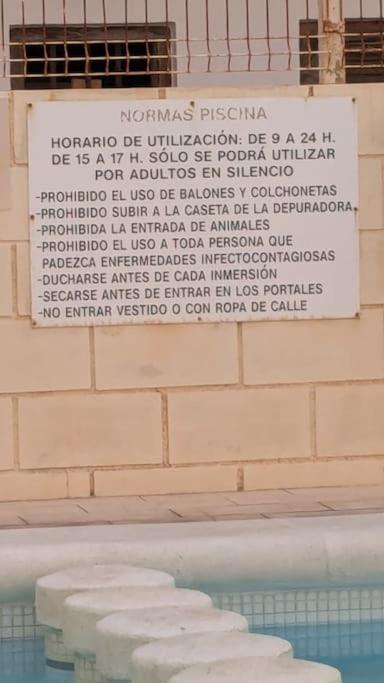 NORMAS PISCINA
HORARIO DE UTILIZACIÓN: DE 9 A 24 H.
DE 15 A 17 H. SÓLO SE PODRÁ UTILIZAR
POR ADULTOS EN SILENCIO
-PROHIBIDO EL USO DE BALONES Y COLCHONETAS
-PROHIBIDO SUBIR A LA CASETA DE LA DEPURADORA
-PROHIBIDA LA ENTRADA DE ANIMALES
-PROHIBIDO EL USO A TODA PERSONA QUE
PADEZCA ENFERMEDADES INFECTOCONTAGIOSAS
-DUCHARSE ANTES DE CADA INMERSIÓN
-SECARSE ANTES DE ENTRAR EN LOS PORTALES
-NO ENTRAR VESTIDO O CON ROPA DE CALLE